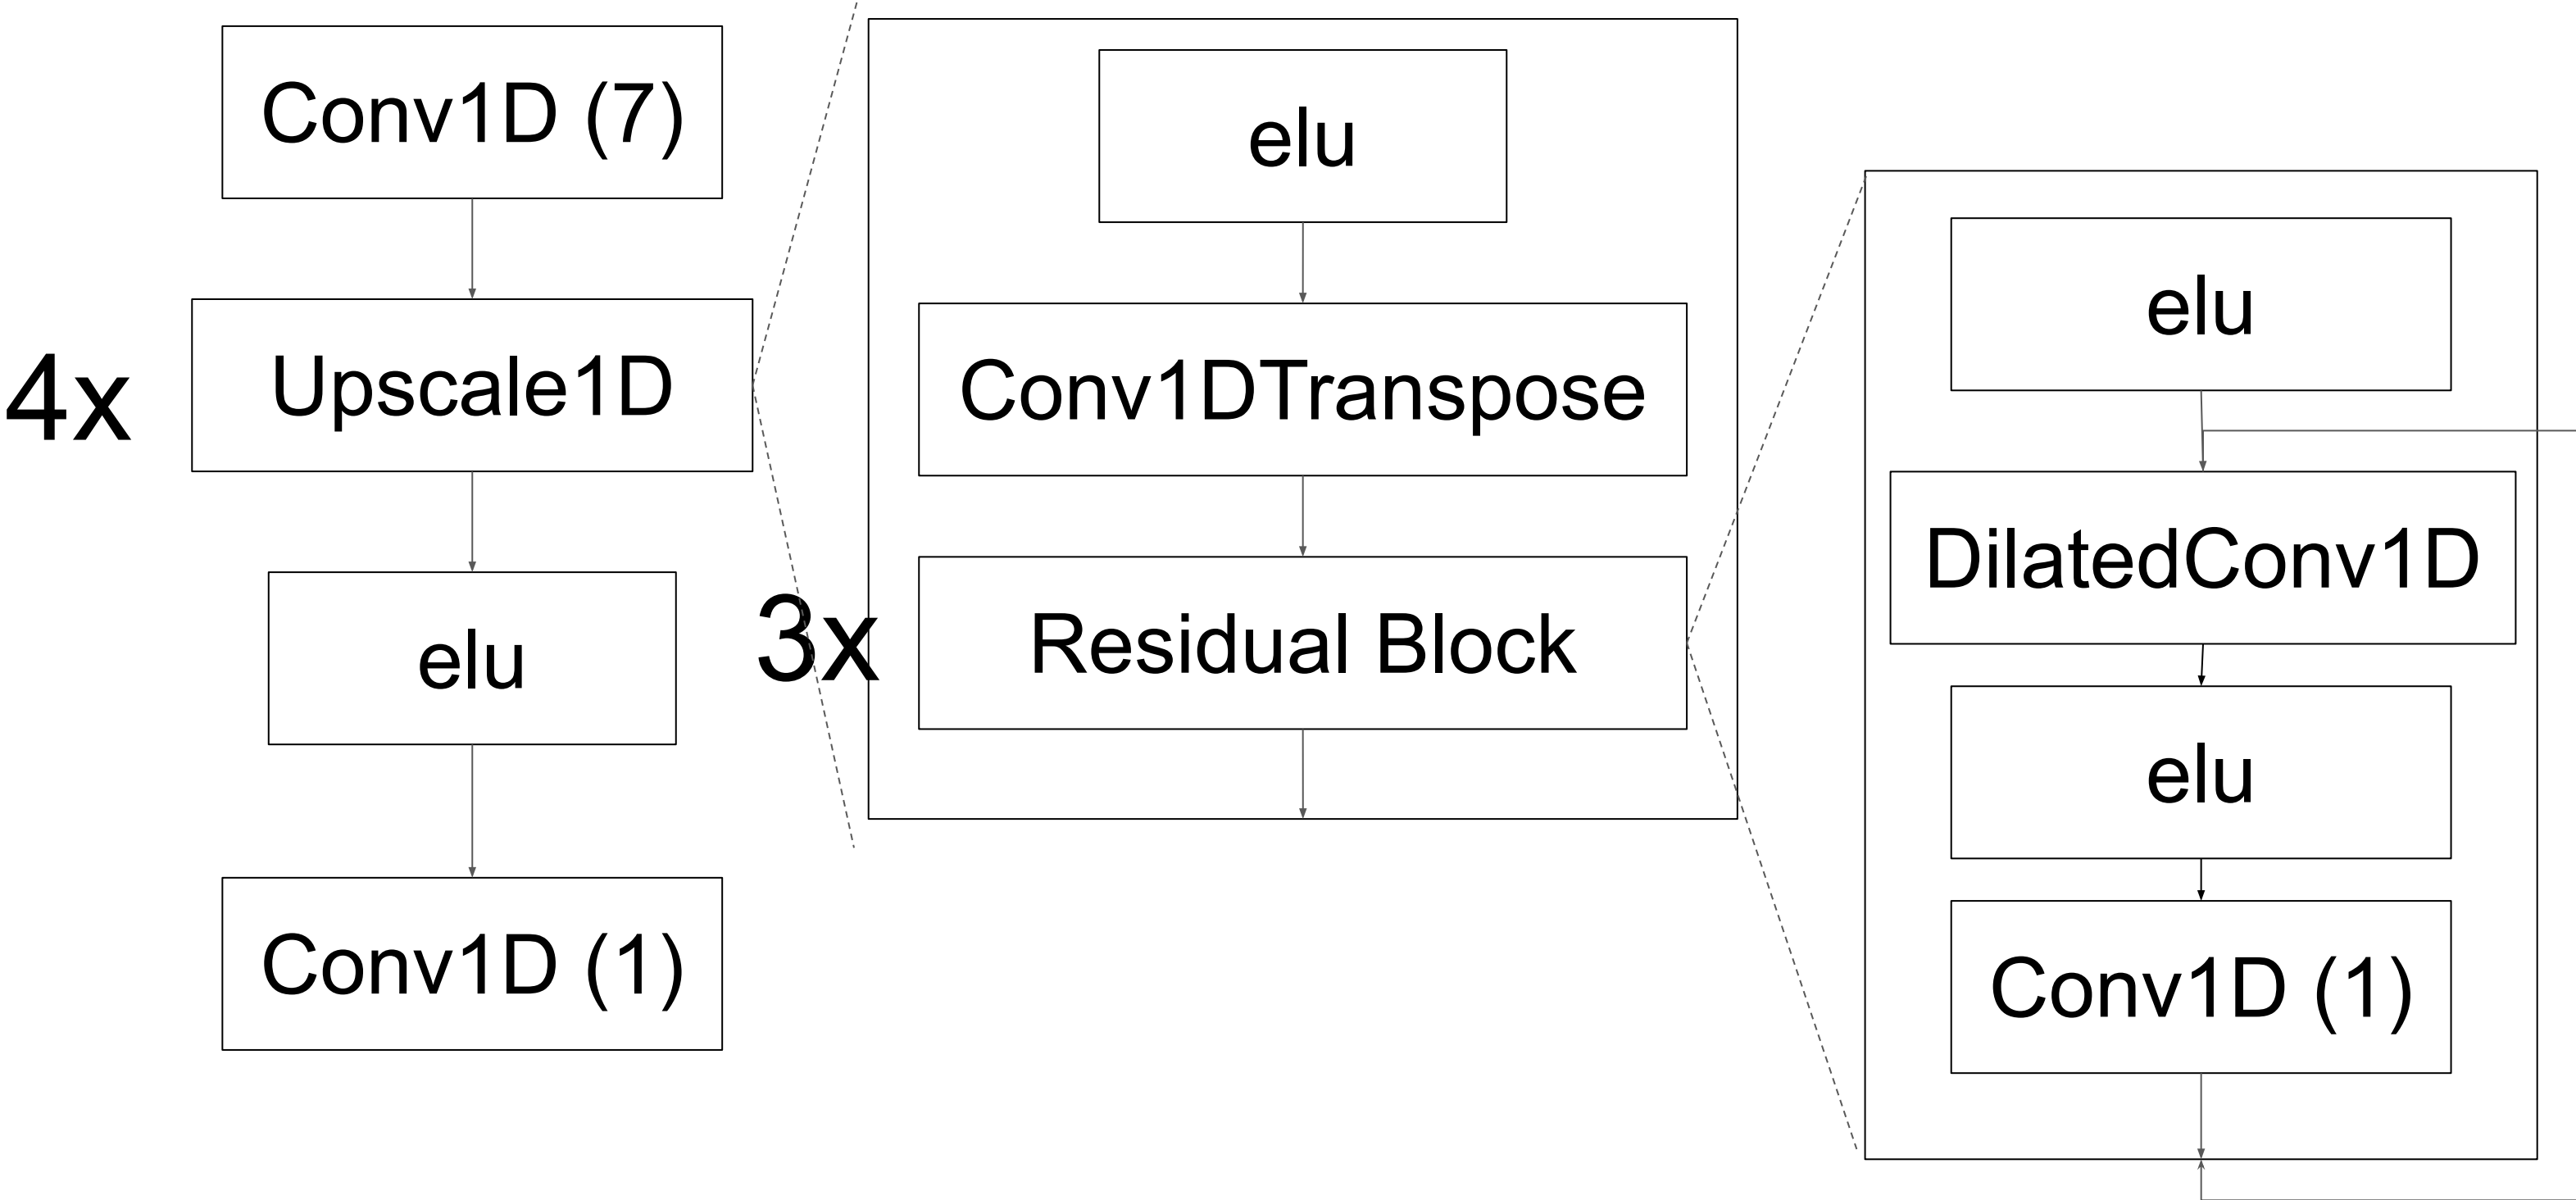 Conv1D (7)
4x
Upscale1D
elu
Conv1D (1)
elu
Conv1DTranspose
3x
Residual Block
elu
DilatedConv1D
elu
Conv1D (1)